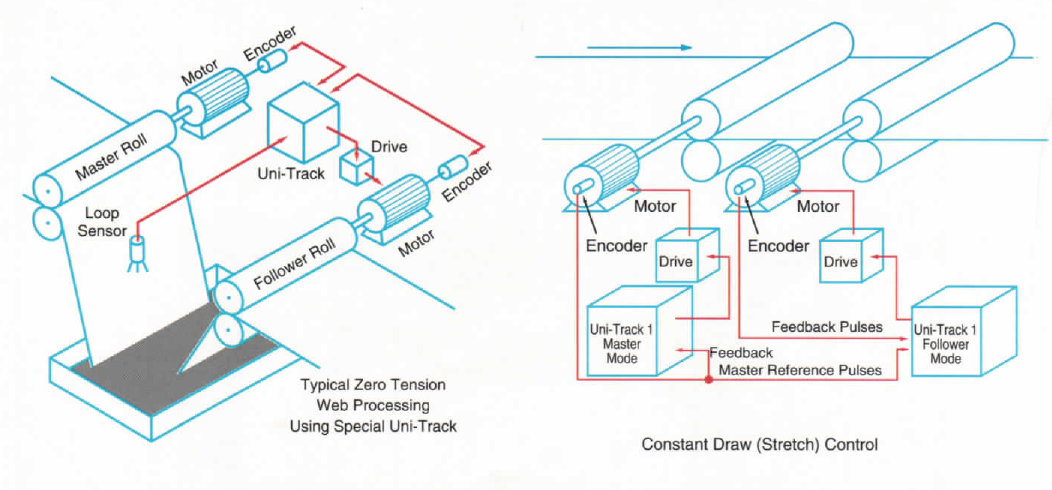 Encoder
Motor
Master Roll
Loop
Sensor
Uni-Track
Drive
Encoder
Motor
Follower Roll
Typical Zero Tension
Web Processing
Using Special Uni-Track
Motor
Motor
Encoder
Encoder
Drive
Drive
Uni-Track 1
Master
Mode
Feedback Pulses
Feedback
Master Reference Pulses
Uni-Track 1
Follower
Mode
Constant Draw (Stretch) Control